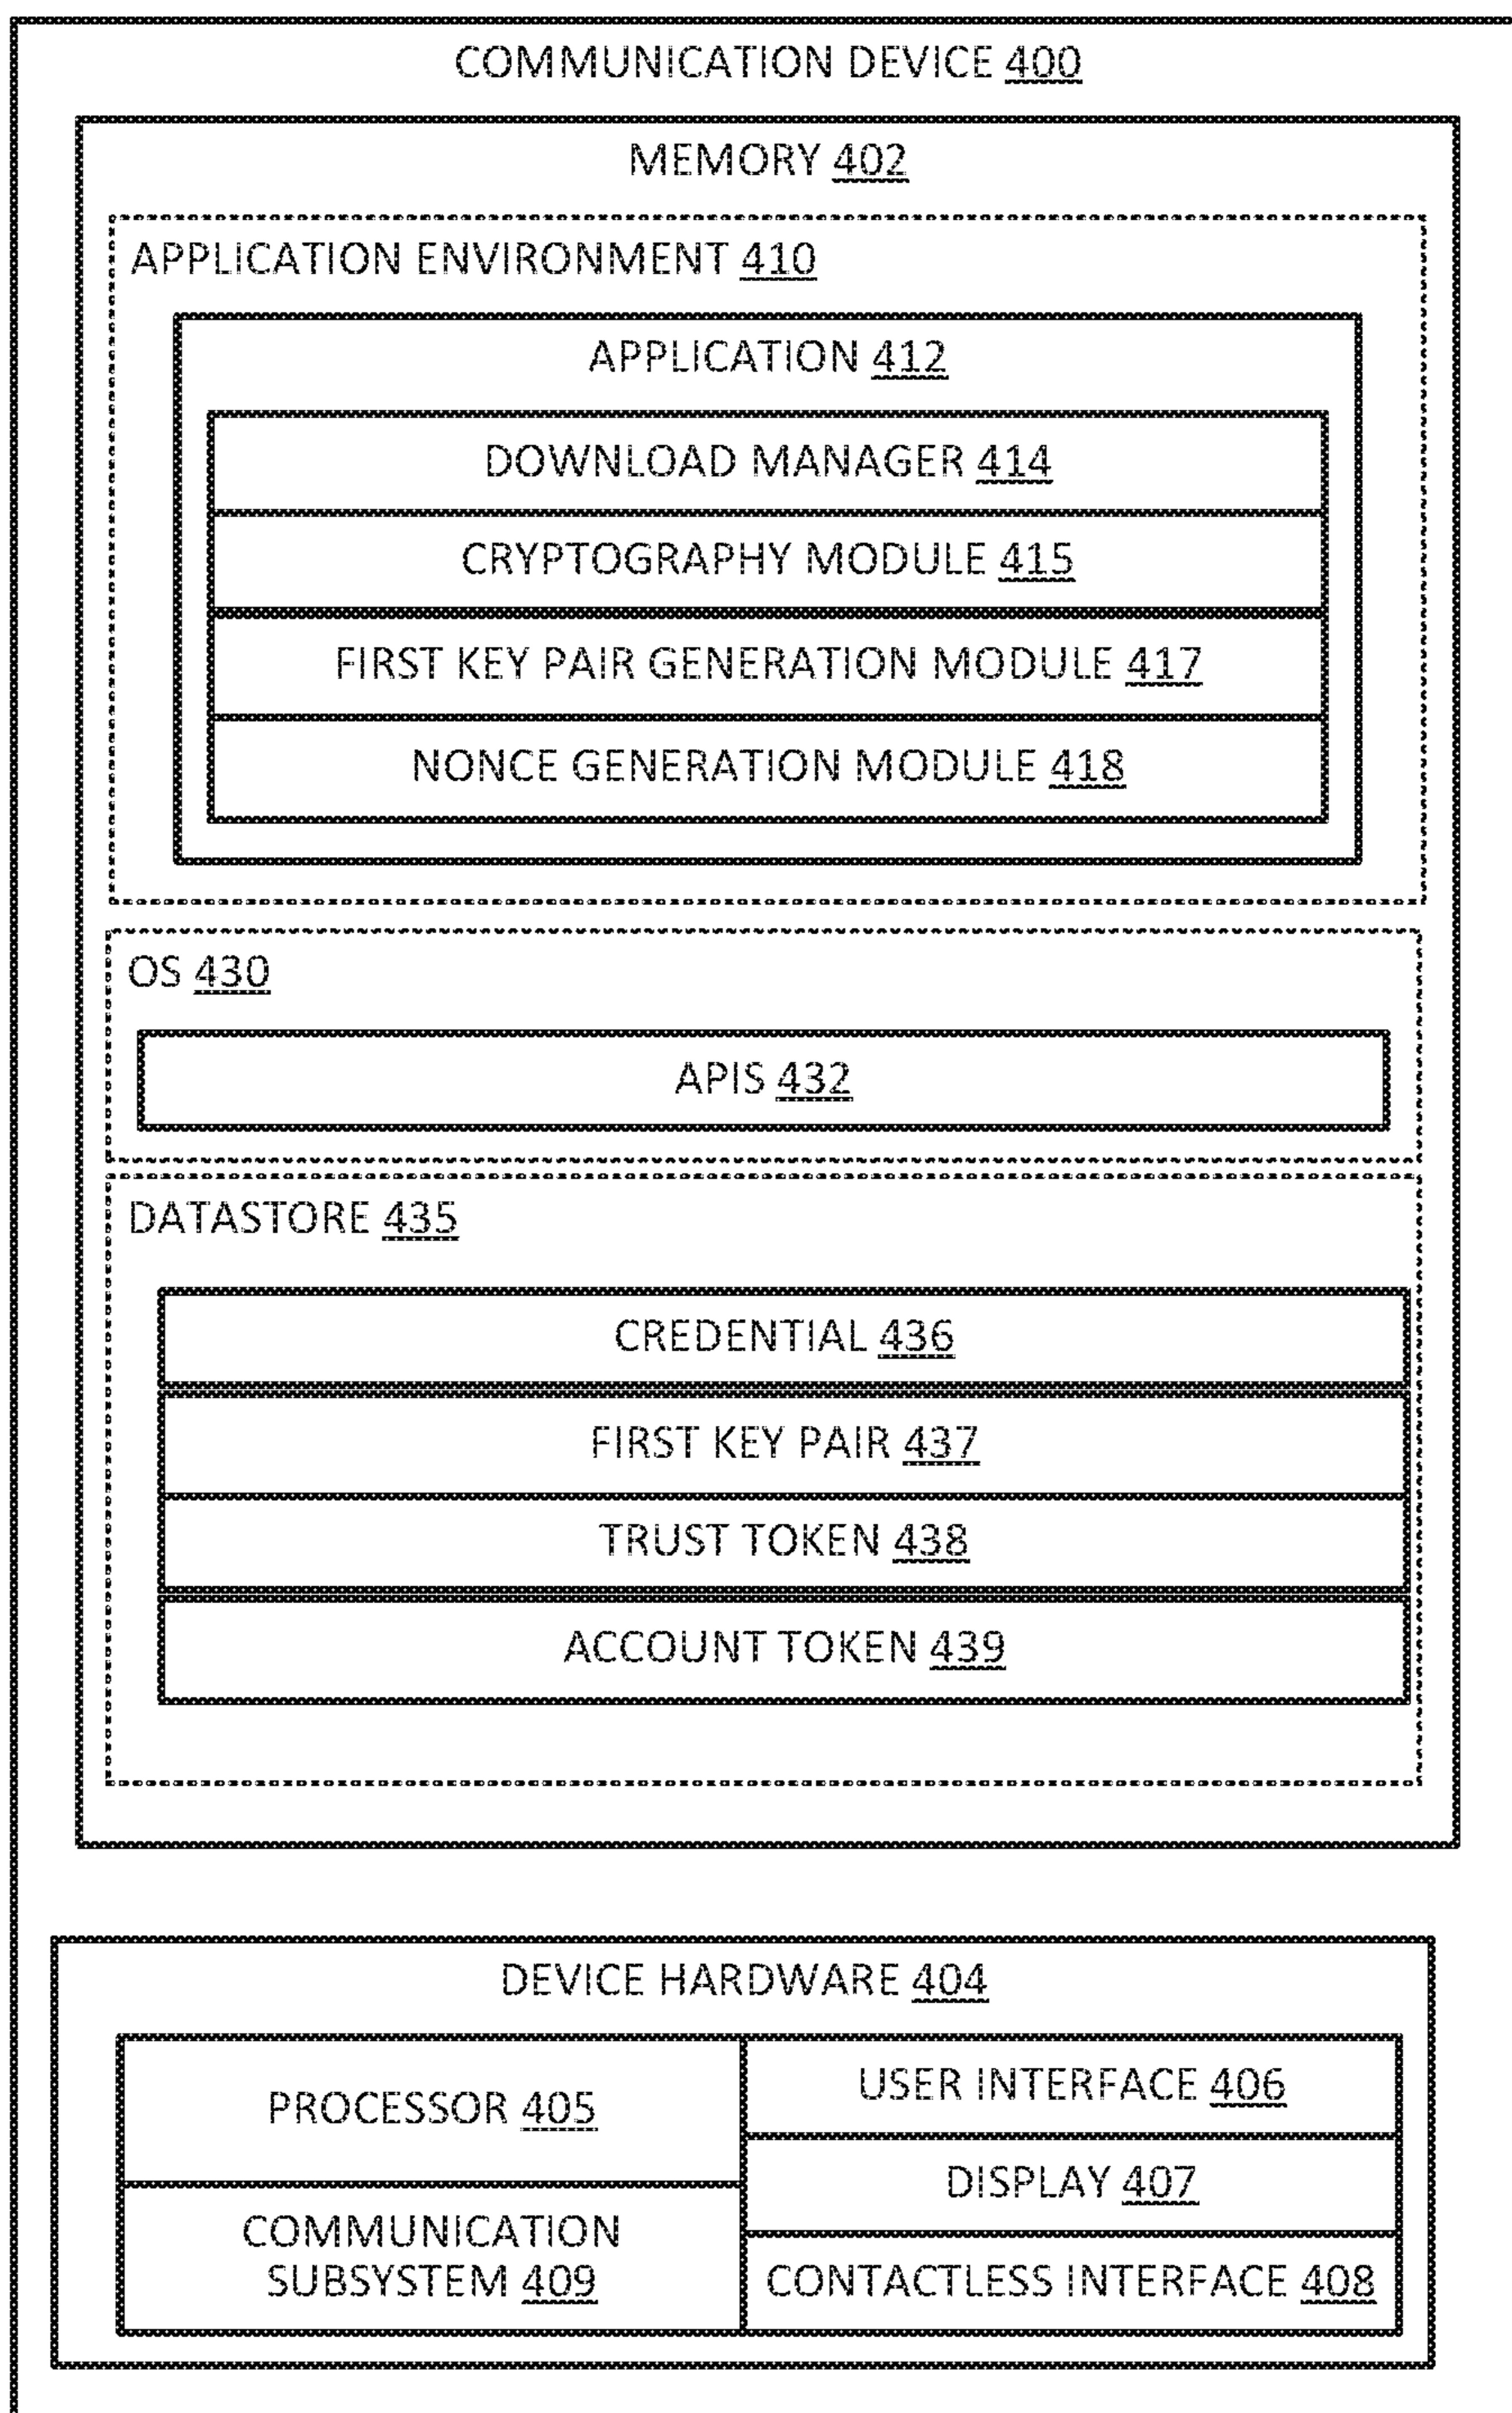 COMMUNICATION DEVICE 400
MEMORY 402
APPLICATION ENVIRONMENT 410
APPLICATION 412
DOWNLOAD MANAGER 414
CRYPTOGRAPHY MODULE 415
FIRST KEY PAIR GENERATION MODULE 417
NONCE GENERATION MODULE 418
OS 430
APIS 432
DATASTORE 435
CREDENTIAL 436
FIRST KEY PAIR 437
TRUST TOKEN 438
ACCOUNT TOKEN 439
DEVICE HARDWARE 404
PROCESSOR 405
COMMUNICATION
SUBSYSTEM 409
USER INTERFACE 406
DISPLAY 407
CONTACTLESS INTERFACE 408